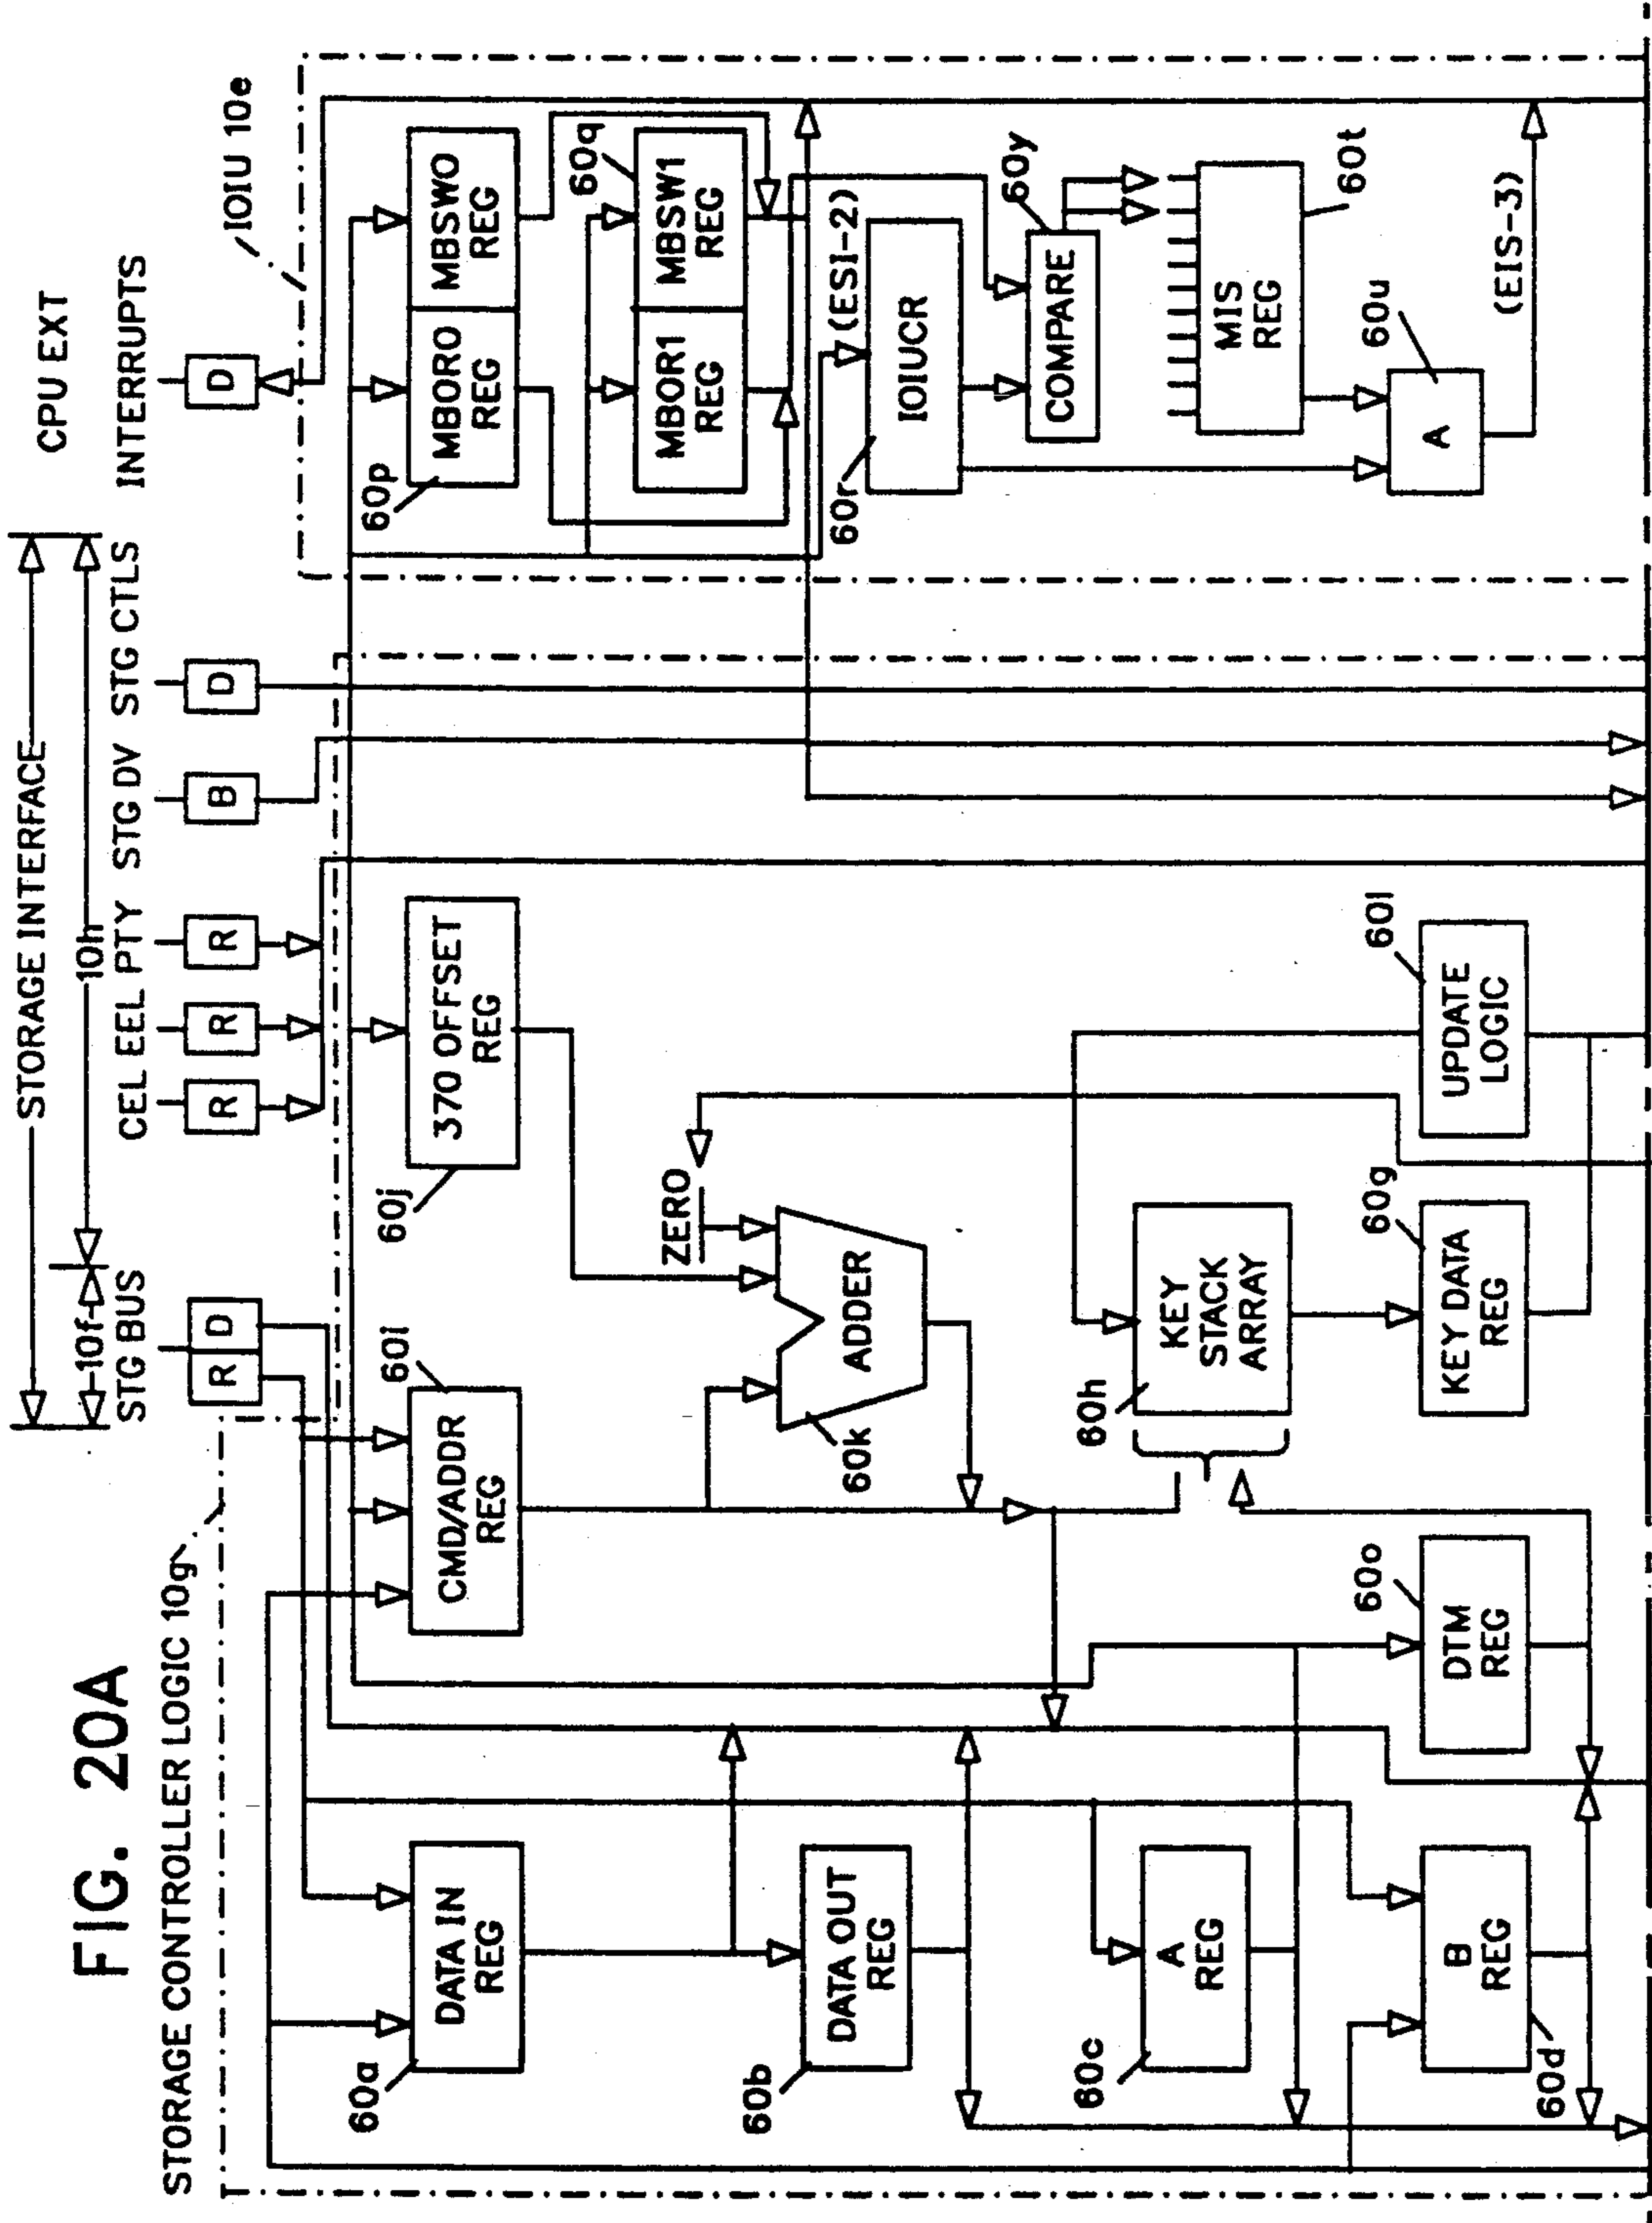 FIG. 20A
STORAGE INTERFACE
10f
10h
CPU EXT
STG BUS
CEL EEL PTY
STG DV
STG CTLS
INTERRUPTS
R D
R
R
R
B
D
D
STORAGE CONTROLLER LOGIC 10g
IOIU 10e
60a
DATA IN
REG
60l
CMD/ADDR
REG
60j
370 OFFSET
REG
60p
MBORO
REG
MBSWO
REG
60q
MBOR1
REG
MBSW1
REG
60b
DATA OUT
REG
ZERO
60k
ADDER
60r
(ESI-2)
IOIUCR
60c
A
REG
60h
KEY
STACK
ARRAY
60y
COMPARE
MIS
REG
60t
60d
B
REG
60o
DTM
REG
60g
KEY DATA
REG
60l
UPDATE
LOGIC
60u
A
(EIS-3)